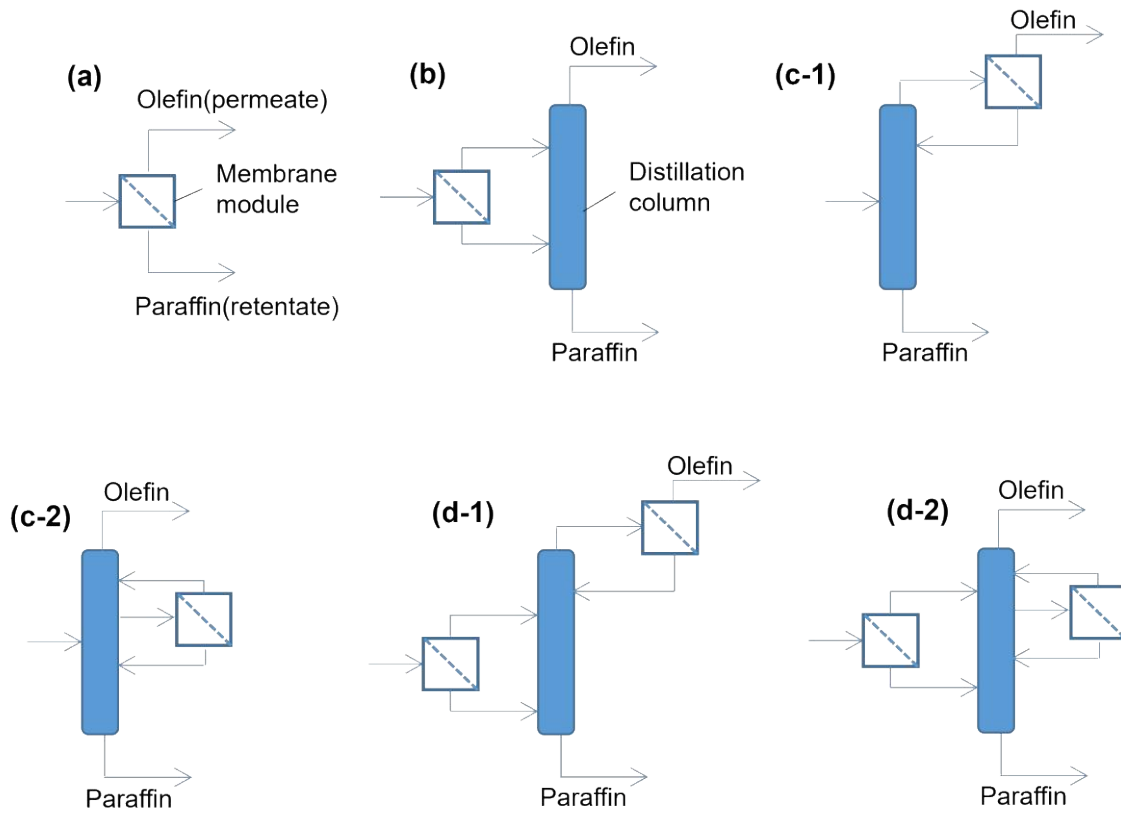 (a)
Olefin(permeate)
Membrane
module
Paraffin(retentate)
(b)
Olefin
Distillation
column
Paraffin
(c-1)
Olefin
Paraffin
(c-2)
Olefin
Paraffin
(d-1)
Olefin
Paraffin
(d-2)
Olefin
Paraffin